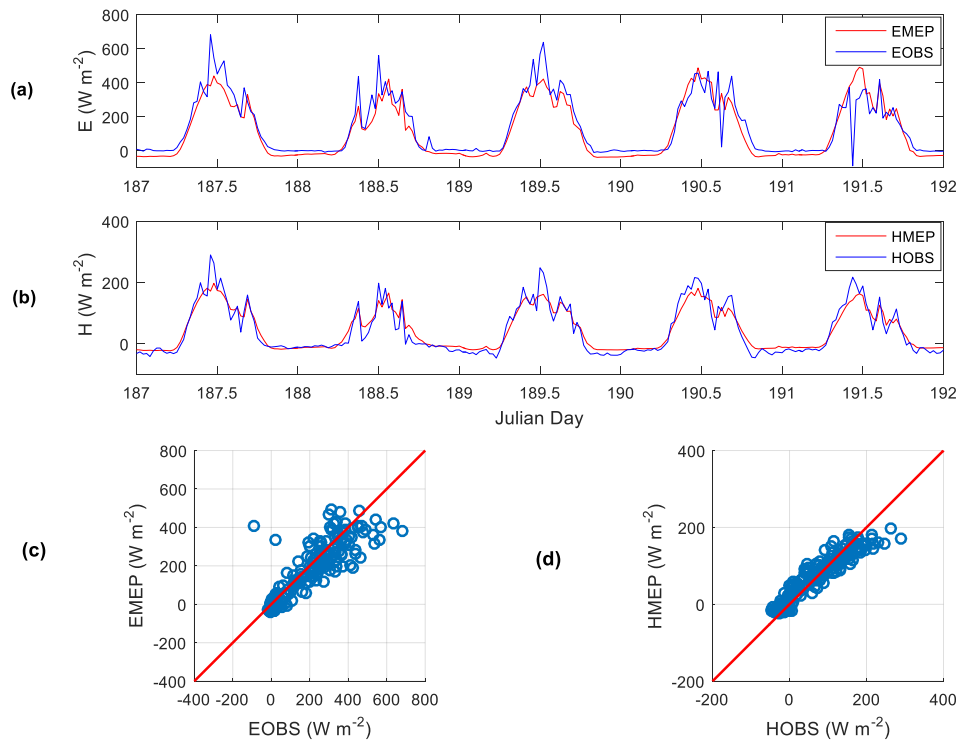 (a)
E (W m-2)
800
600
400
200
0
EMEP
EOBS
187 187.5 188 188.5 189 189.5 190 190.5 191 191.5 192
(b)
H (W m-2)
400
200
0
HMEP
HOBS
187 187.5 188 188.5 189 189.5 190 190.5 191 191.5 192
Julian Day
(c)
EMEP (W m-2)
800
600
400
200
0
-200
-400
-400 -200 0 200 400 600 800
EOBS (W m-2)
(d)
HMEP (W m-2)
400
200
0
-200
-200 0 200 400
HOBS (W m-2)